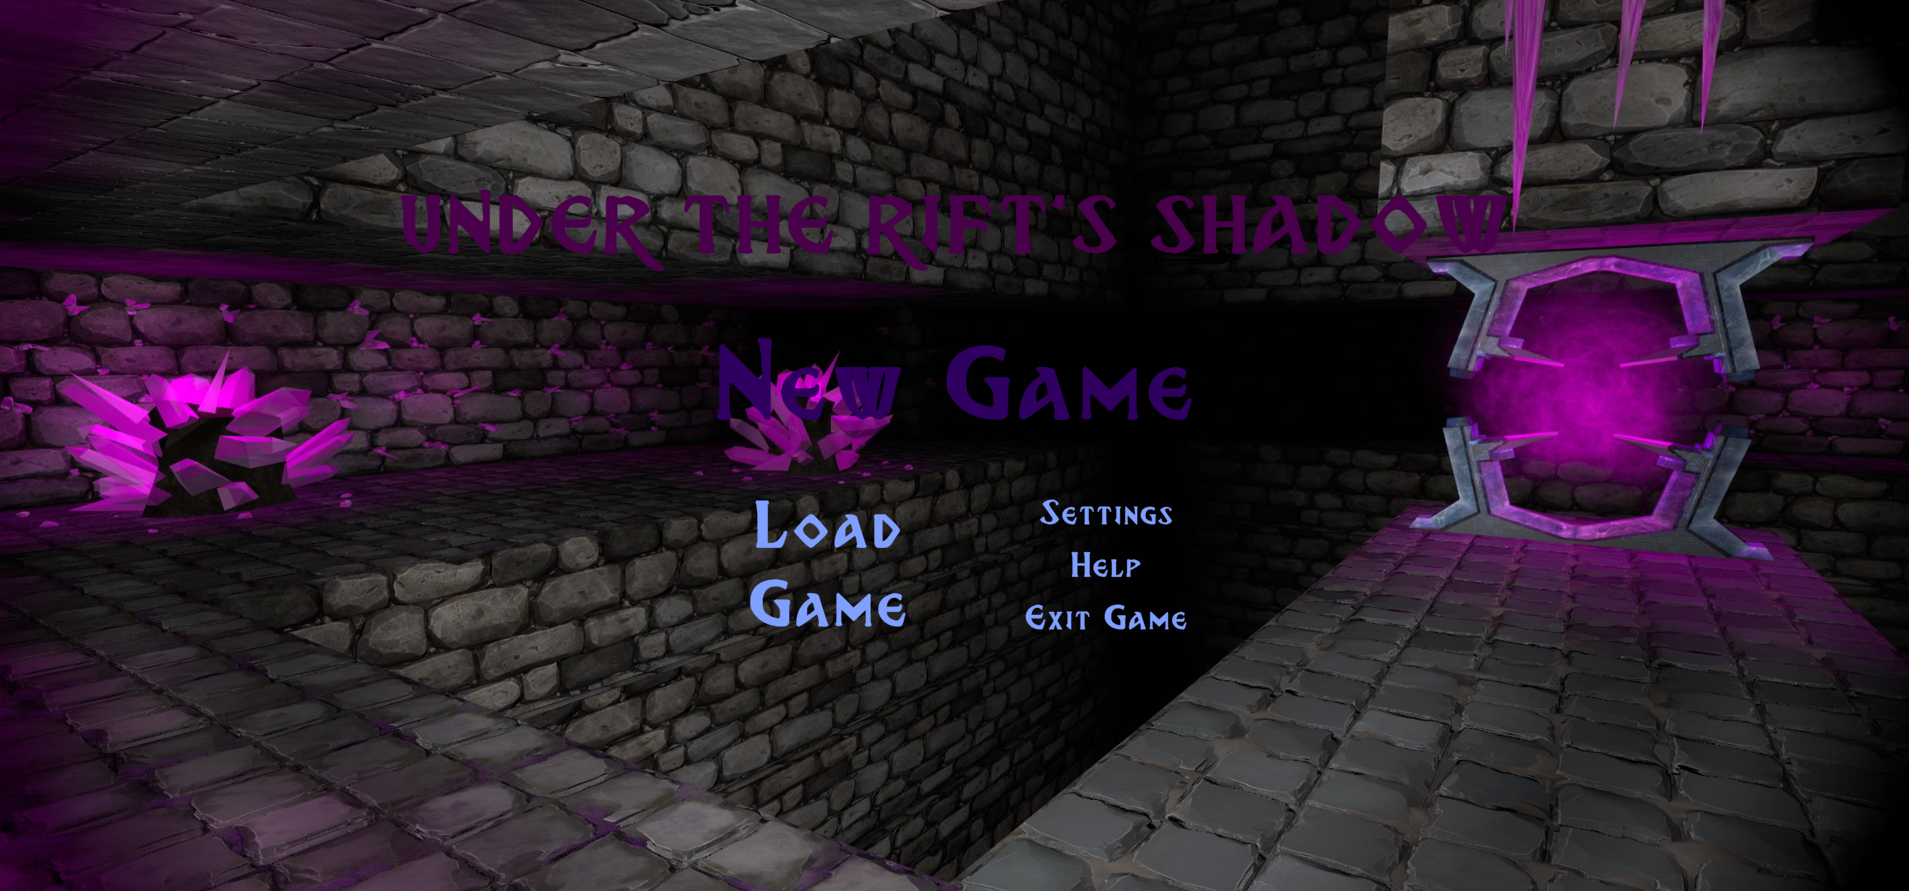 UNDER THE RIFT'S SHADOW
NEW GAME
LOAD
GAME
SETTINGS
HELP
EXIT GAME